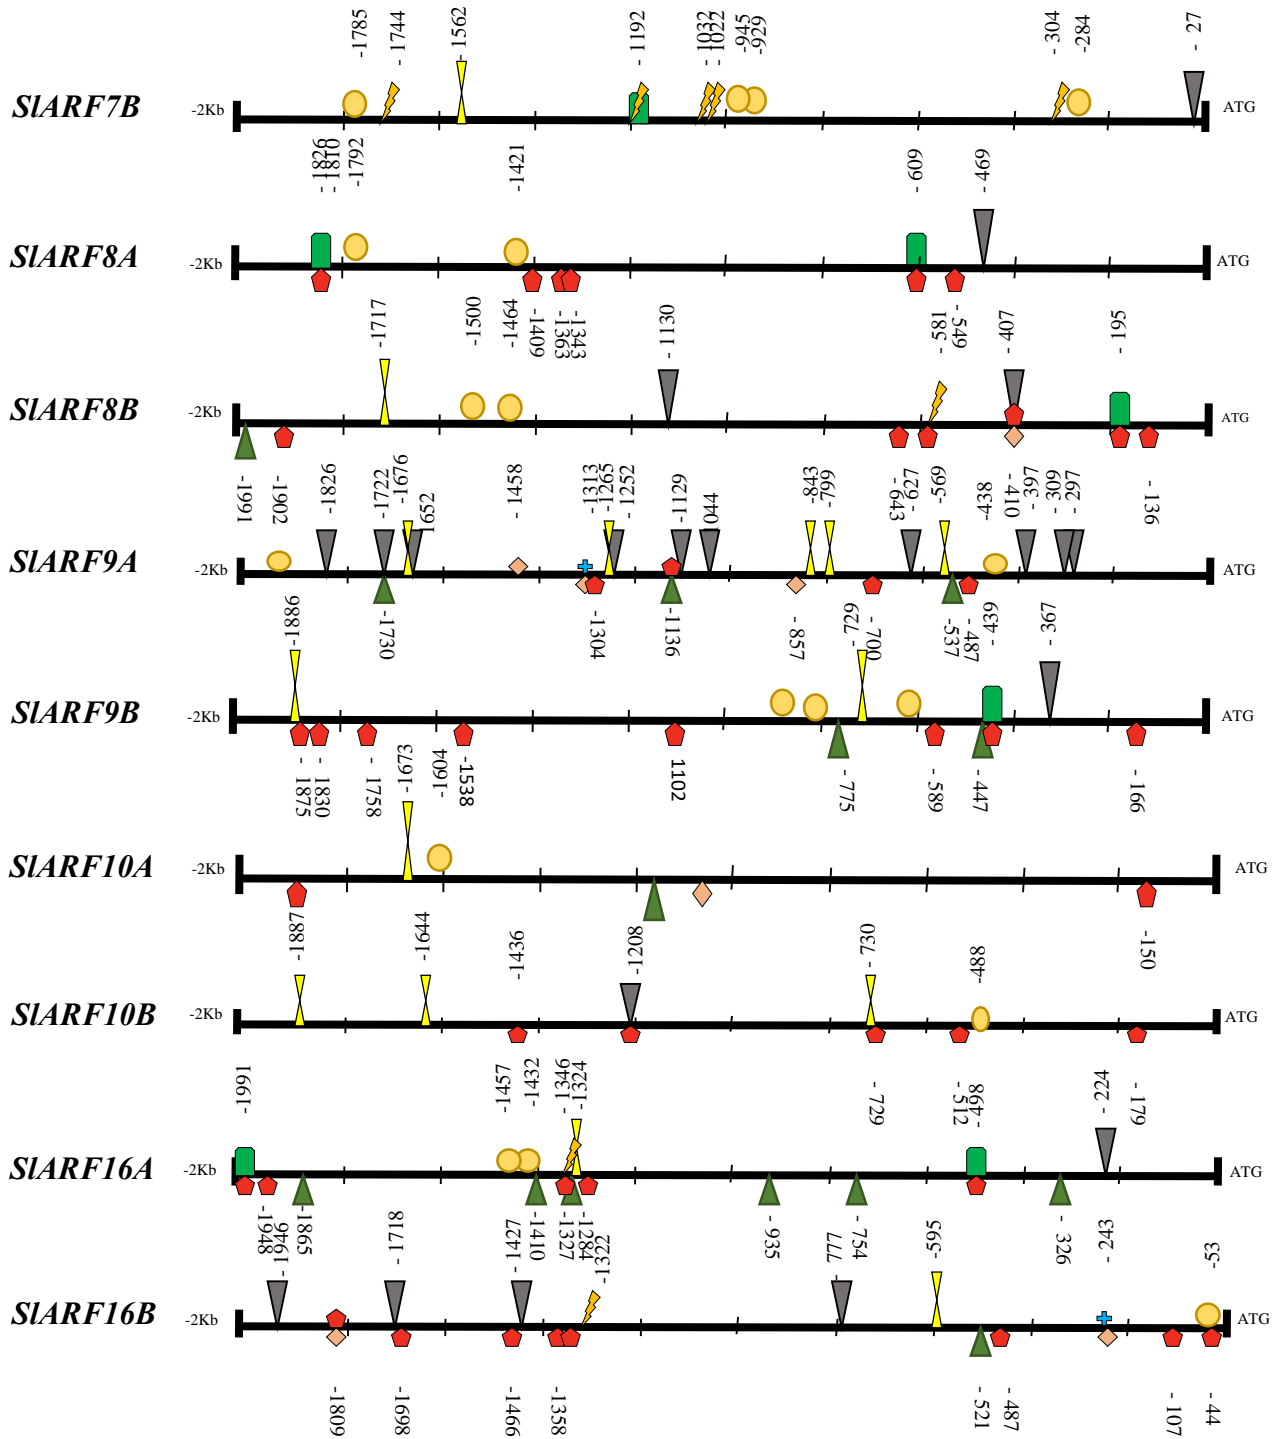 -1785 - 1744 - 1562 - 1192 -1032 -1022 -945 -929 - 304 -284 - 27
SlARF7B -2Kb ATG
- 1826 - 1810 -1792 -1421 - 609 - 469
SlARF8A -2Kb ATG
-1717 -1500 -1464 - 1409 -1363 -1343 - 1130 - 581 - 549 - 407 - 195
SlARF8B -2Kb ATG
- 1991 -1902 -1826 -1722 -1676 1652 -1458 -1313 -1265 -1252 -1129 1044 -843 -799 - 643 - 627 -569 -438 - 410 - 397 - 309 -297 - 136
SlARF9A -2Kb ATG
-1886 -1730 - 1304 -1136 - 857 - 729 - 700 -537 - 487 -439 - 397
SlARF9B -2Kb ATG
- 1875 - 1830 - 1758 -1673 -1604 -1538 1102 - 775 - 589 - 447 - 166
SlARF10A -2Kb ATG
-1887 -1644 -1436 -1208 - 730 -488 -150
SlARF10B -2Kb ATG
-1991 -1457 -1432 -1346 -1324 - 729 - 512 -498 - 224 - 179
SlARF16A -2Kb ATG
- 1948 -1946 -1865 - 1718 - 1427 - 1410 - 1327 -1284 -1322 - 935 -777 - 754 -595 - 326 - 243 -53
SlARF16B -2Kb ATG
-1809 -1698 -1466 -1358 - 521 - 487 - 107 - 44